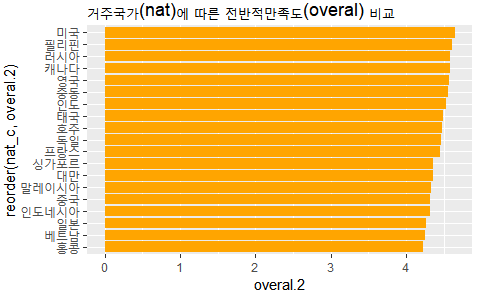 거주국가(nat)에 따른 전반적만족도(overal) 비교
reorder(nat_c, overal.2)
미국
필리핀
러시아
캐나다
영국
중동
인도
태국
호주
독일
프랑스
싱가포르
대만
말레이시아
중국
인도네시아
일본
베트남
홍콩
0 1 2 3 4
overal.2